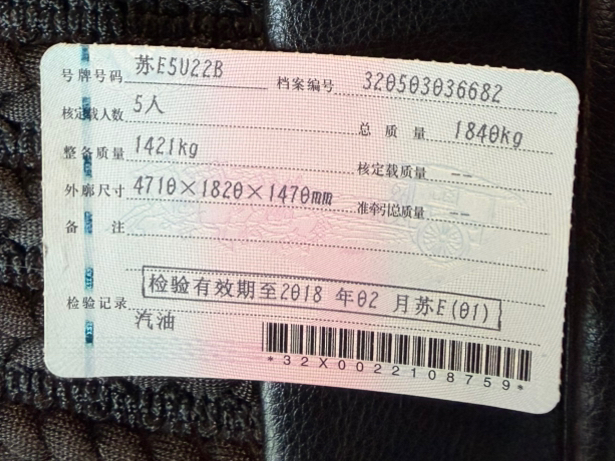 号牌号码 苏E5U22B 档案编号 320503036682
核定载人数 5人 总质量 1840kg
整备质量 1421kg 核定载质量 --
外廓尺寸 4710×1820×1470mm 准牵引总质量 --
备注
检验记录 检验有效期至2018年02月苏E(01)
汽油
*32X0022108759*